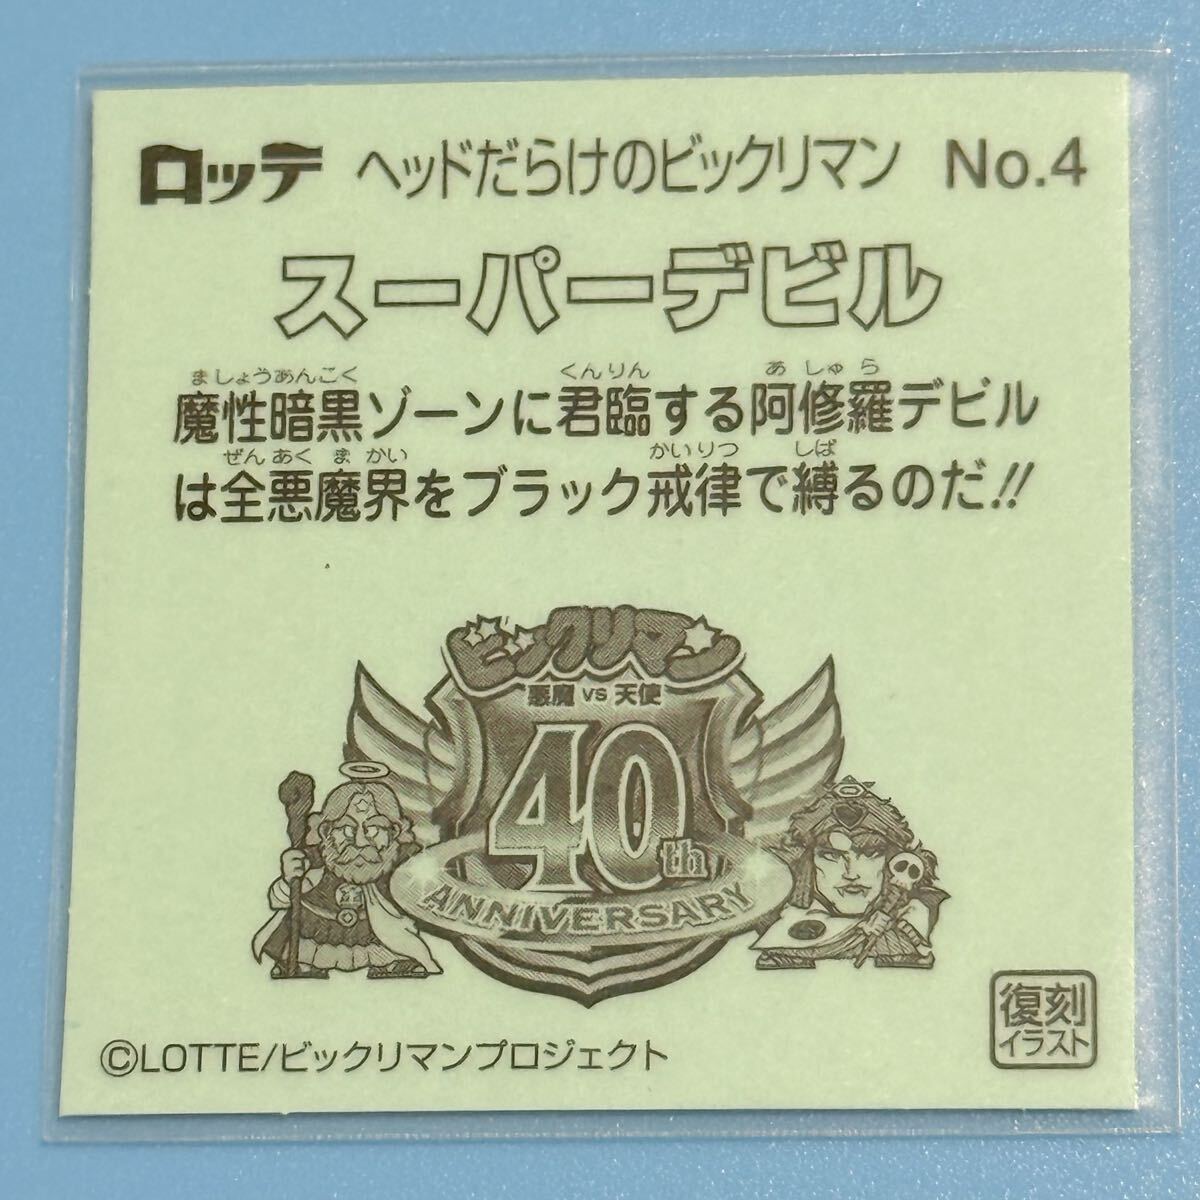 ロッテ ヘッドだらけのビックリマン No.4
スーパーデビル
ましょうあんこく くんりん あしゅら
魔性暗黒ゾーンに君臨する阿修羅デビル
ぜんあくまかい かいりつ しば
は全悪魔界をブラック戒律で縛るのだ!!
ビックリマン
悪魔 VS 天使
40th
ANNIVERSARY
復刻
イラスト
©LOTTE/ビックリマンプロジェクト